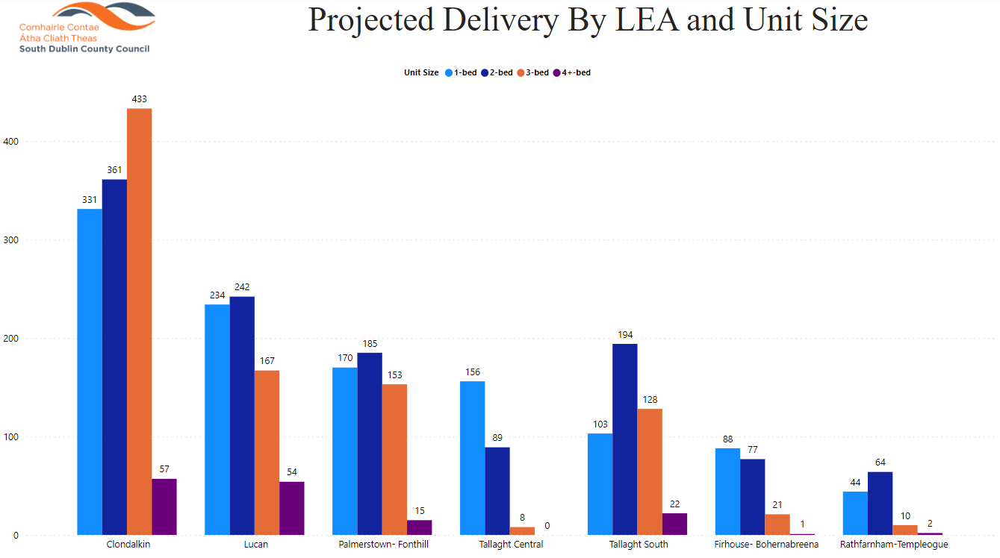 Comhairle Contae
Átha Cliath Theas
South Dublin County Council
Projected Delivery By LEA and Unit Size
Unit Size 1-bed 2-bed 3-bed 4+-bed
400
300
200
100
0
331 361 433 57
234 242 167 54
170 185 153 15
156 89 8 0
103 194 128 22
88 77 21 1
44 64 10 2
Clondalkin Lucan Palmerstown- Fonthill Tallaght Central Tallaght South Firhouse- Bohernabreena Rathfarnham-Templeogue